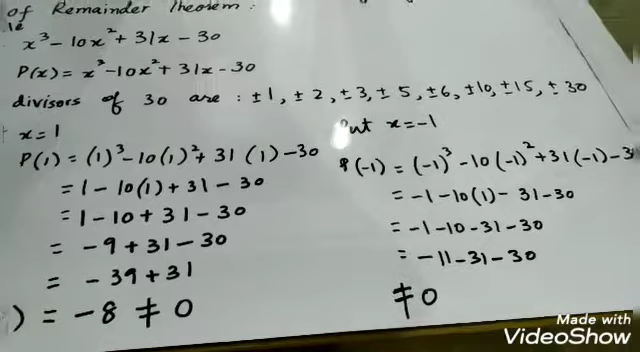 of Remainder Theorem :
x³ - 10x² + 31x - 30
P(x) = x³ - 10x² + 31x - 30
divisors of 30 are : ±1, ±2, ±3, ±5, ±6, ±10, ±15, ±30
x = 1
P(1) = (1)³ - 10(1)² + 31 (1) - 30
= 1 - 10(1) + 31 - 30
= 1 - 10 + 31 - 30
= -9 + 31 - 30
= - 39 + 31
) = -8 ≠ 0
Put x = -1
P(-1) = (-1)³ - 10(-1)² + 31(-1) - 3
= -1 - 10(1) - 31 - 30
= -1 - 10 - 31 - 30
= -11 - 31 - 30
≠ 0
Made with
VideoShow